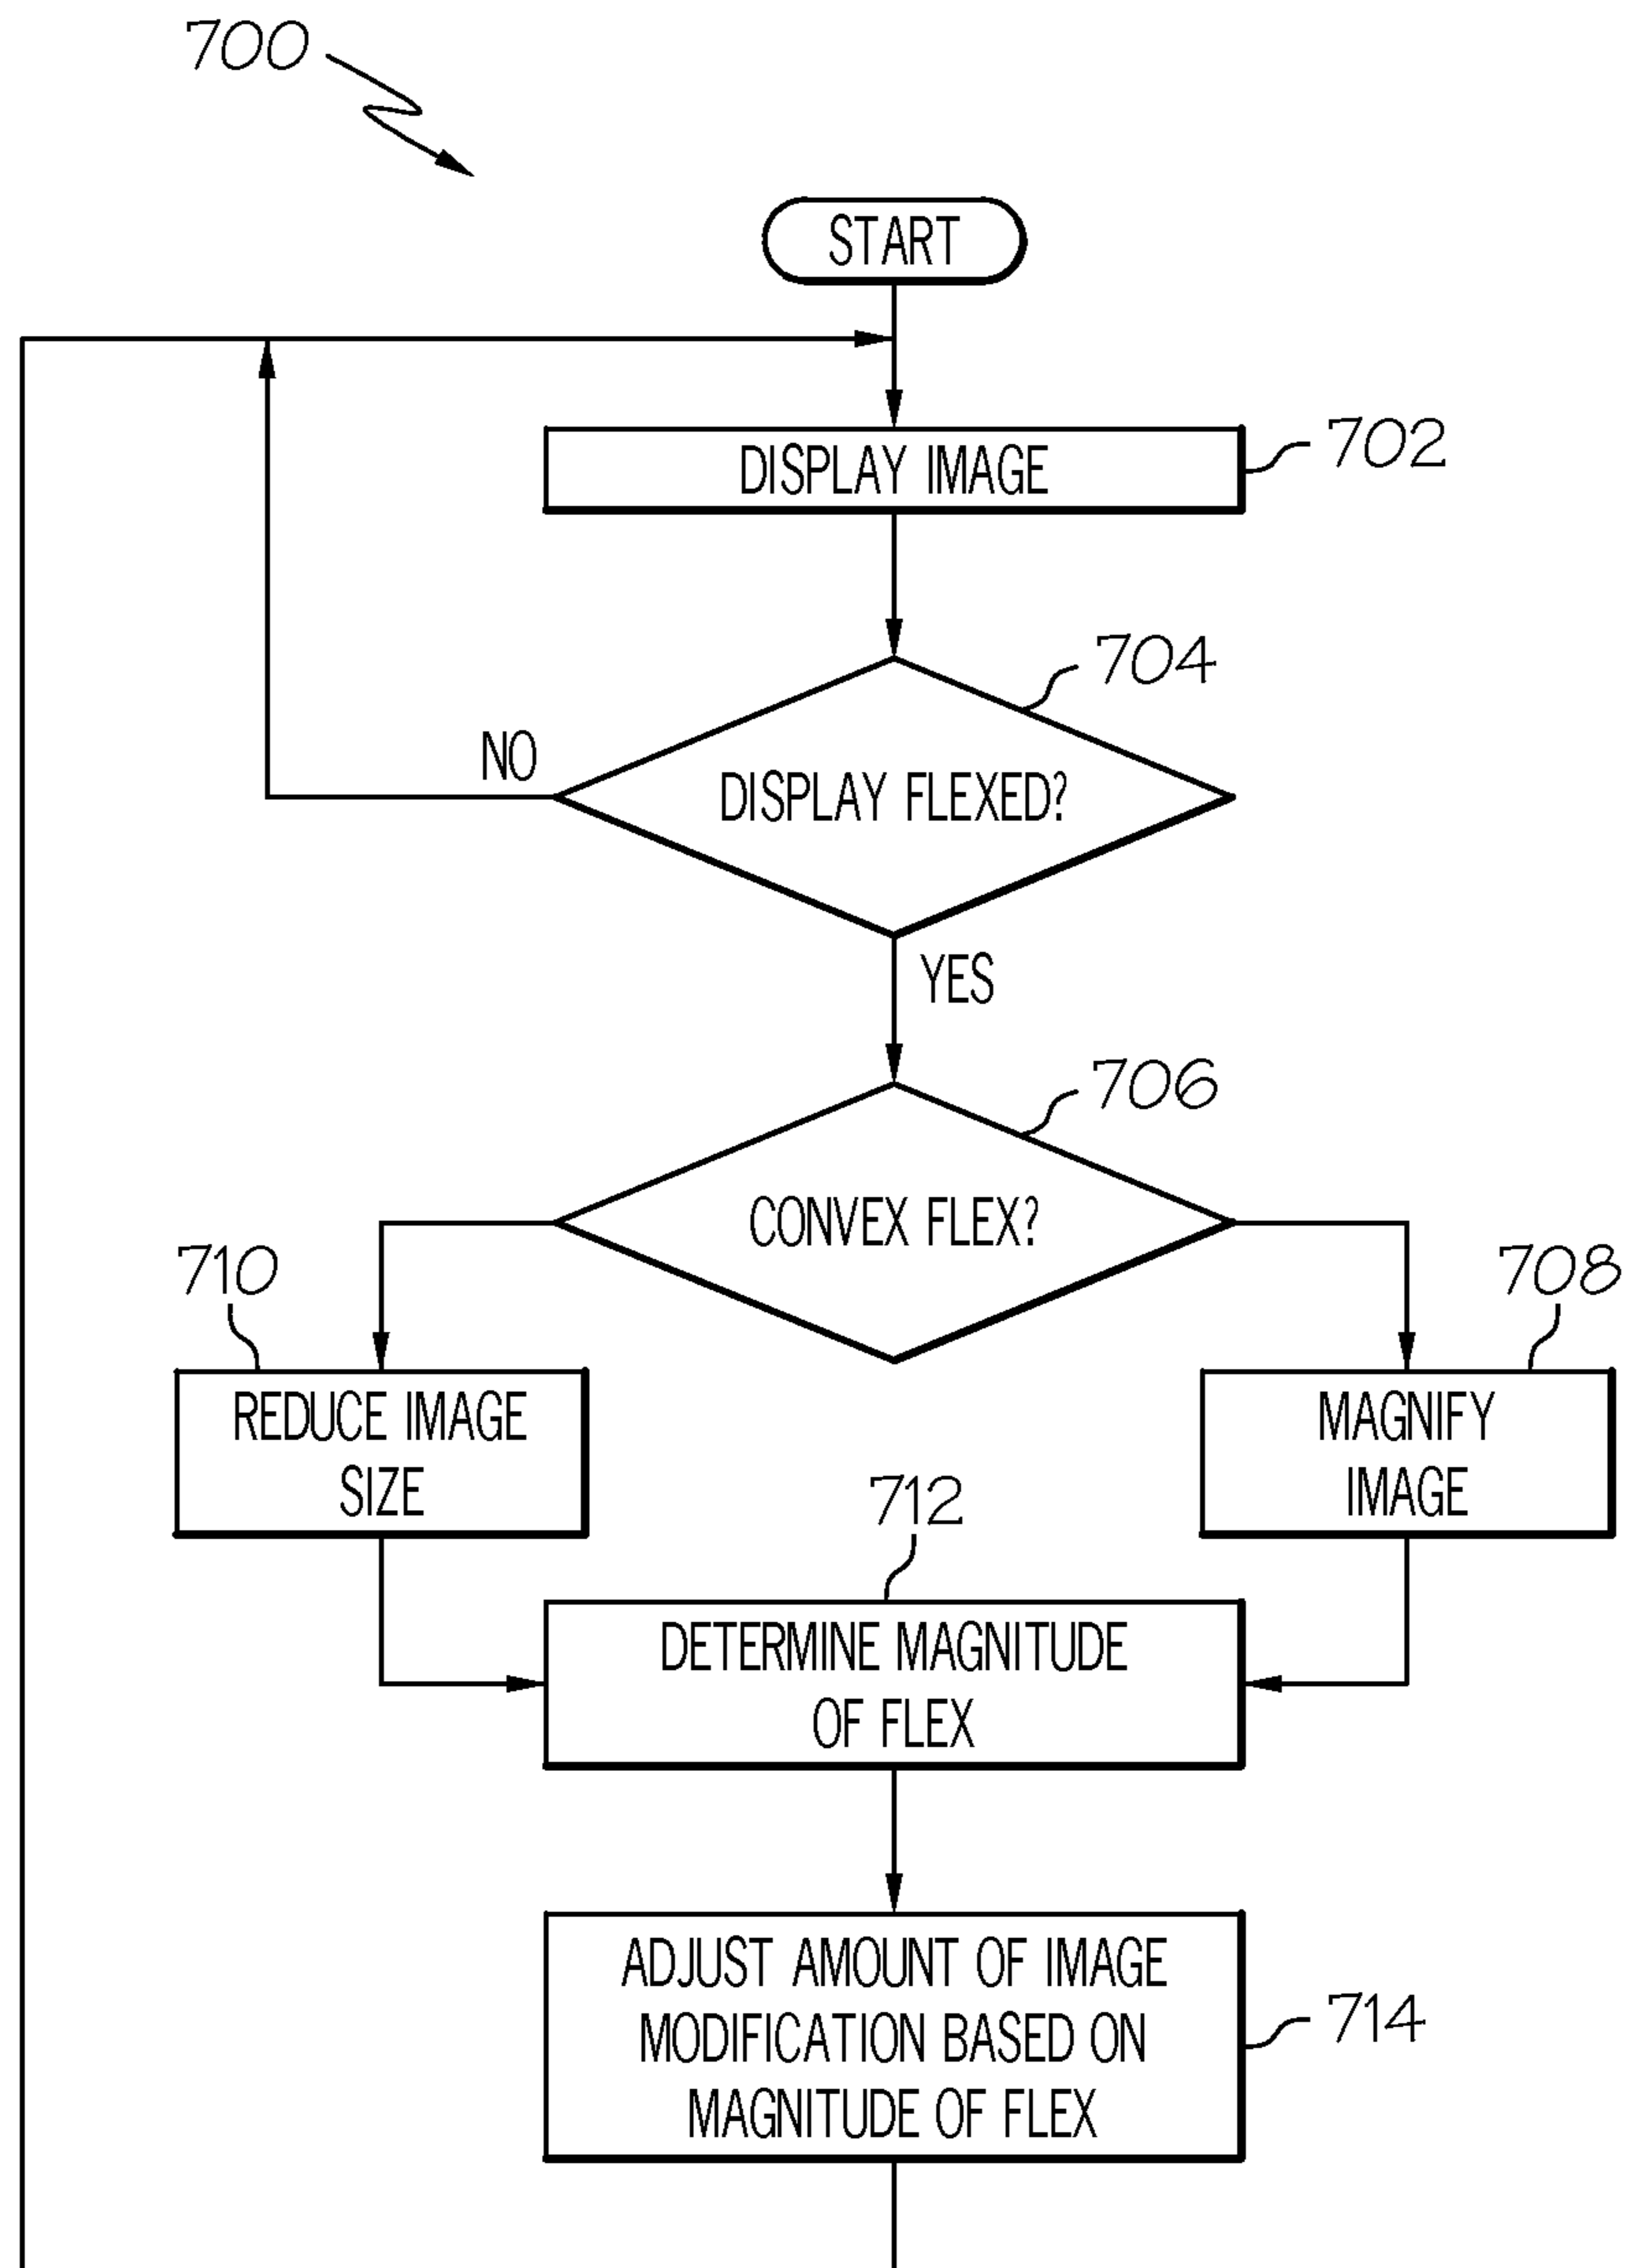 700
START
DISPLAY IMAGE
702
704
NO
DISPLAY FLEXED?
YES
706
CONVEX FLEX?
710
708
REDUCE IMAGE
SIZE
MAGNIFY
IMAGE
712
DETERMINE MAGNITUDE
OF FLEX
ADJUST AMOUNT OF IMAGE
MODIFICATION BASED ON
MAGNITUDE OF FLEX
714